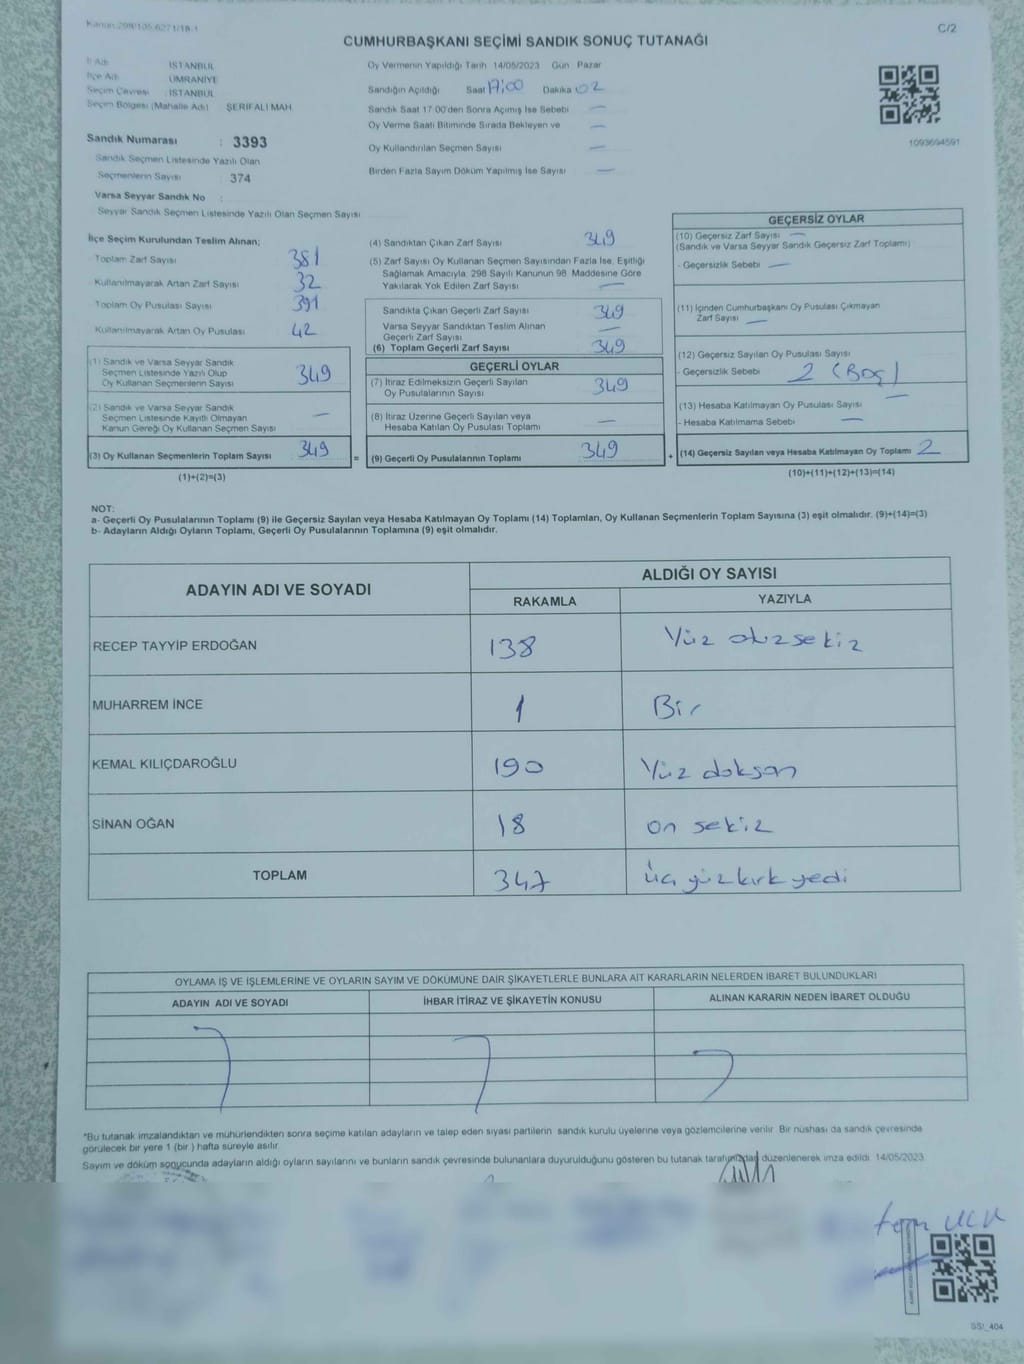 Kanun:298/105,6271/18-1
C/2
CUMHURBAŞKANI SEÇİMİ SANDIK SONUÇ TUTANAĞI
İl Adı İSTANBUL
İlçe Adı ÜMRANİYE
Seçim Çevresi : İSTANBUL
Seçim Bölgesi (Mahalle Adı) ŞERİFALİ MAH
Sandık Numarası : 3393
Sandık Seçmen Listesinde Yazılı Olan
Seçmenlerin Sayısı : 374
Varsa Seyyar Sandık No :
Seyyar Sandık Seçmen Listesinde Yazılı Olan Seçmen Sayısı
Oy Vermenin Yapıldığı Tarih 14/05/2023 Gün Pazar
Sandığın Açıldığı Saat 17:00 Dakika 02
Sandık Saat 17.00'den Sonra Açılmış İse Sebebi —
Oy Verme Saati Bitiminde Sırada Bekleyen ve —
Oy Kullandırılan Seçmen Sayısı —
Birden Fazla Sayım Döküm Yapılmış İse Sayısı —
1093694591
İlçe Seçim Kurulundan Teslim Alınan;
Toplam Zarf Sayısı 381
Kullanılmayarak Artan Zarf Sayısı 32
Toplam Oy Pusulası Sayısı 391
Kullanılmayarak Artan Oy Pusulası 42
(1) Sandık ve Varsa Seyyar Sandık
Seçmen Listesinde Yazılı Olup
Oy Kullanan Seçmenlerin Sayısı 349
(2) Sandık ve Varsa Seyyar Sandık
Seçmen Listesinde Kayıtlı Olmayan
Kanun Gereği Oy Kullanan Seçmen Sayısı —
(3) Oy Kullanan Seçmenlerin Toplam Sayısı 349
(1)+(2)=(3)
(4) Sandıktan Çıkan Zarf Sayısı 349
(5) Zarf Sayısı Oy Kullanan Seçmen Sayısından Fazla İse, Eşitliği
Sağlamak Amacıyla, 298 Sayılı Kanunun 98. Maddesine Göre
Yakılarak Yok Edilen Zarf Sayısı —
Sandıkta Çıkan Geçerli Zarf Sayısı 349
Varsa Seyyar Sandıktan Teslim Alınan
Geçerli Zarf Sayısı —
(6) Toplam Geçerli Zarf Sayısı 349
GEÇERLİ OYLAR
(7) İtiraz Edilmeksizin Geçerli Sayılan
Oy Pusulalarının Sayısı 349
(8) İtiraz Üzerine Geçerli Sayılan veya
Hesaba Katılan Oy Pusulası Toplamı —
= (9) Geçerli Oy Pusulalarının Toplamı 349
GEÇERSİZ OYLAR
(10) Geçersiz Zarf Sayısı —
(Sandık ve Varsa Seyyar Sandık Geçersiz Zarf Toplamı)
- Geçersizlik Sebebi —
(11) İçinden Cumhurbaşkanı Oy Pusulası Çıkmayan
Zarf Sayısı —
(12) Geçersiz Sayılan Oy Pusulası Sayısı
- Geçersizlik Sebebi 2 (Boş)
(13) Hesaba Katılmayan Oy Pusulası Sayısı —
- Hesaba Katılmama Sebebi —
+ (14) Geçersiz Sayılan veya Hesaba Katılmayan Oy Toplamı 2
(10)+(11)+(12)+(13)=(14)
NOT:
a- Geçerli Oy Pusulalarının Toplamı (9) ile Geçersiz Sayılan veya Hesaba Katılmayan Oy Toplamı (14) Toplamları, Oy Kullanan Seçmenlerin Toplam Sayısına (3) eşit olmalıdır. (9)+(14)=(3)
b- Adayların Aldığı Oyların Toplamı, Geçerli Oy Pusulalarının Toplamına (9) eşit olmalıdır.
ADAYIN ADI VE SOYADI ALDIĞI OY SAYISI
RAKAMLA YAZIYLA
RECEP TAYYİP ERDOĞAN 138 Yüz otuzsekiz
MUHARREM İNCE 1 Bir
KEMAL KILIÇDAROĞLU 190 Yüz doksan
SİNAN OĞAN 18 on sekiz
TOPLAM 347 üç yüz kırk yedi
OYLAMA İŞ VE İŞLEMLERİNE VE OYLARIN SAYIM VE DÖKÜMÜNE DAİR ŞİKAYETLERLE BUNLARA AİT KARARLARIN NELERDEN İBARET BULUNDUKLARI
ADAYIN ADI VE SOYADI İHBAR İTİRAZ VE ŞİKAYETİN KONUSU ALINAN KARARIN NEDEN İBARET OLDUĞU
*Bu tutanak imzalandıktan ve mühürlendikten sonra seçime katılan adayların ve talep eden siyasi partilerin sandık kurulu üyelerine veya gözlemcilerine verilir. Bir nüshası da sandık çevresinde
görülecek bir yere 1 (bir ) hafta süreyle asılır.
Sayım ve döküm sonucunda adayların aldığı oyların sayılarını ve bunların sandık çevresinde bulunanlara duyurulduğunu gösteren bu tutanak tarafımızdan düzenlenerek imza edildi. 14/05/2023
SSI_404